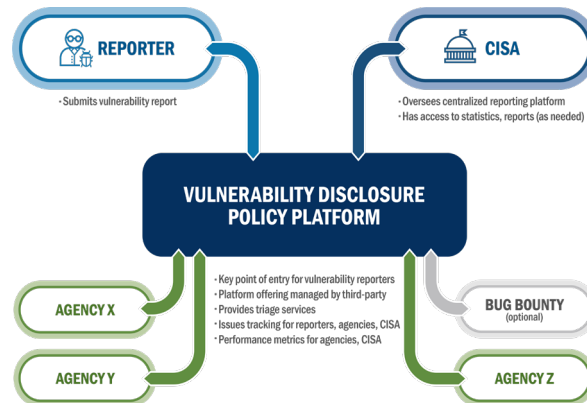 REPORTER
· Submits vulnerability report
CISA
· Oversees centralized reporting platform
· Has access to statistics, reports (as needed)
VULNERABILITY DISCLOSURE
POLICY PLATFORM
· Key point of entry for vulnerability reporters
· Platform offering managed by third-party
· Provides triage services
· Issues tracking for reporters, agencies, CISA
· Performance metrics for agencies, CISA
AGENCY X
AGENCY Y
BUG BOUNTY
(optional)
AGENCY Z